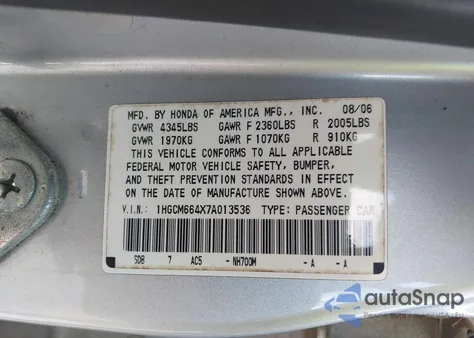 MFD. BY HONDA OF AMERICA MFG., INC. 08/06
GVWR 4345LBS GAWR F 2360LBS R 2005LBS
GVWR 1970KG GAWR F 1070KG R 910KG
THIS VEHICLE CONFORMS TO ALL APPLICABLE
FEDERAL MOTOR VEHICLE SAFETY, BUMPER,
AND THEFT PREVENTION STANDARDS IN EFFECT
ON THE DATE OF MANUFACTURE SHOWN ABOVE.
V.I.N.: 1HGCM664X7A013536 TYPE: PASSENGER CAR
SD8 7 AC5 - NH700M - A - A
autaSnap